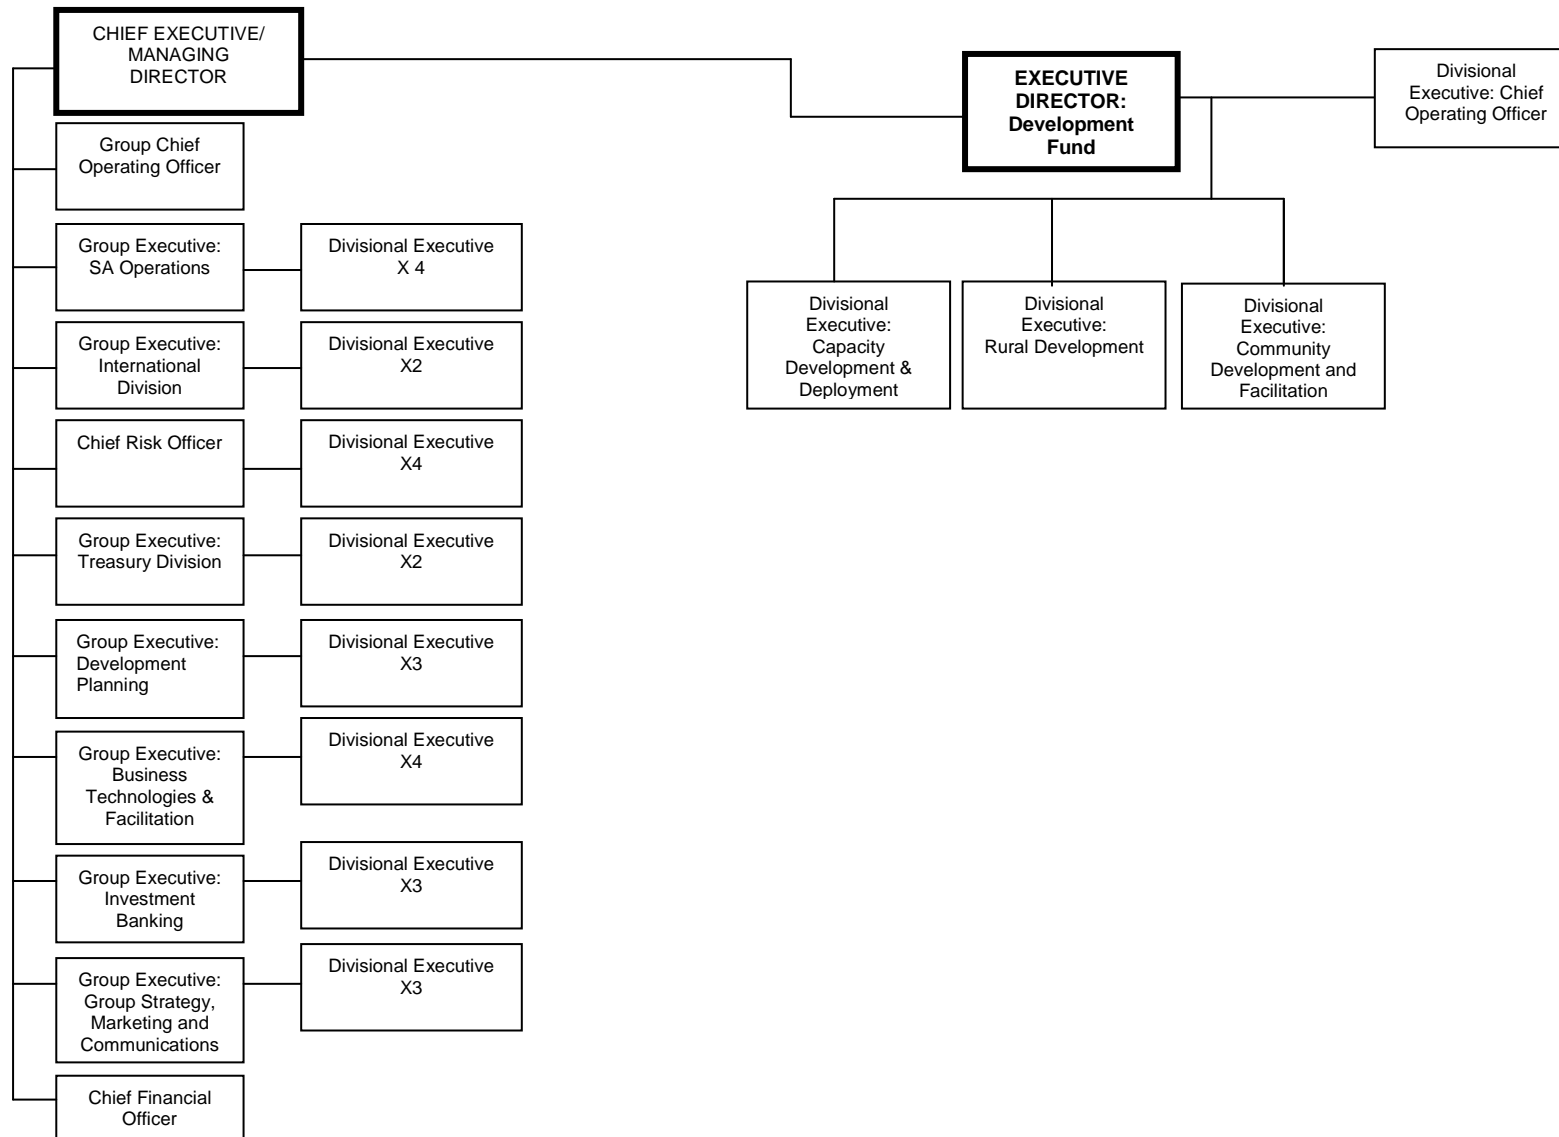 CHIEF EXECUTIVE/
MANAGING
DIRECTOR
EXECUTIVE
DIRECTOR:
Development
Fund
Divisional
Executive: Chief
Operating Officer
Group Chief
Operating Officer
Group Executive:
SA Operations
Divisional Executive
X 4
Group Executive:
International
Division
Divisional Executive
X2
Chief Risk Officer
Divisional Executive
X4
Group Executive:
Treasury Division
Divisional Executive
X2
Group Executive:
Development
Planning
Divisional Executive
X3
Group Executive:
Business
Technologies &
Facilitation
Divisional Executive
X4
Group Executive:
Investment
Banking
Divisional Executive
X3
Group Executive:
Group Strategy,
Marketing and
Communications
Divisional Executive
X3
Chief Financial
Officer
Divisional
Executive:
Capacity
Development &
Deployment
Divisional
Executive:
Rural Development
Divisional
Executive:
Community
Development and
Facilitation